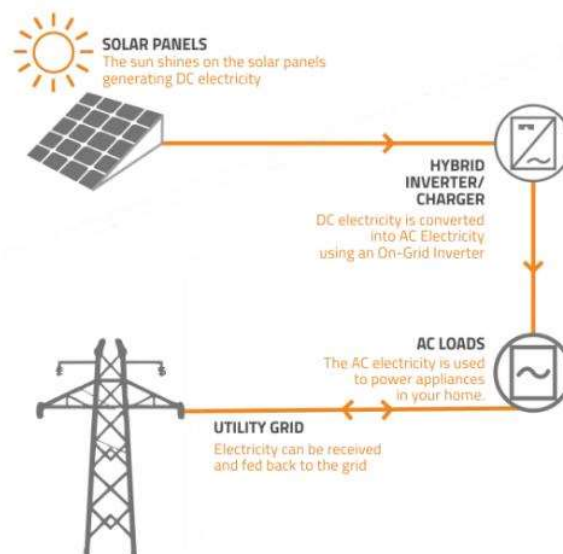 SOLAR PANELS
The sun shines on the solar panels
generating DC electricity
HYBRID
INVERTER/
CHARGER
DC electricity is converted
into AC Electricity
using an On-Grid Inverter
AC LOADS
The AC electricity is used
to power appliances
in your home.
UTILITY GRID
Electricity can be received
and fed back to the grid